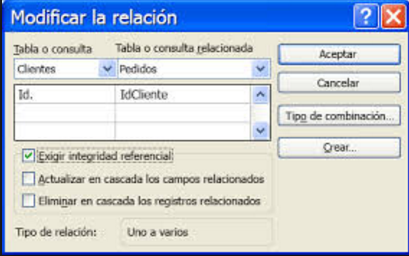 Modificar la relación
Tabla o consulta Tabla o consulta relacionada
Clientes Pedidos
Id. IdCliente
Aceptar
Cancelar
Tipo de combinación...
Crear...
Exigir integridad referencial
Actualizar en cascada los campos relacionados
Eliminar en cascada los registros relacionados
Tipo de relación: Uno a varios